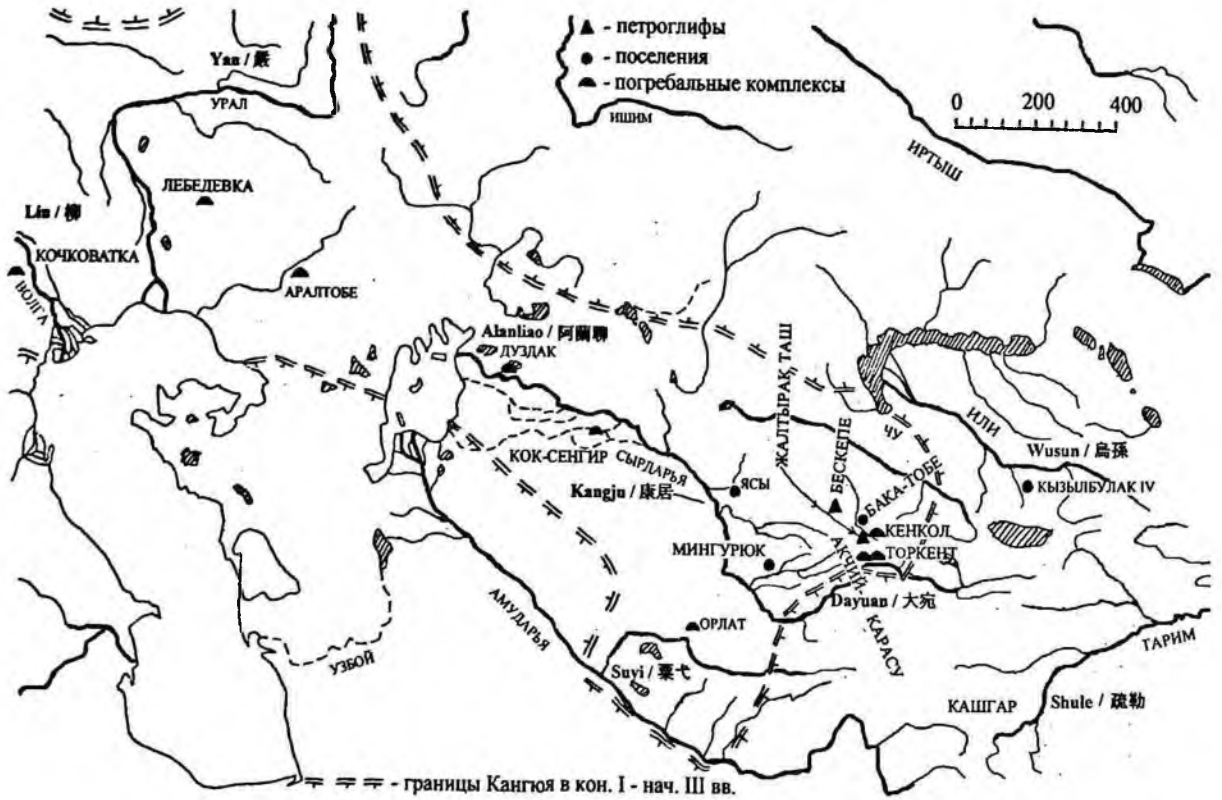 ▲ - петроглифы
● - поселения
- погребальные комплексы
0 200 400
Yan / 嚴
УРАЛ
ИШИМ
ИРТЫШ
ЛЕБЕДЕВКА
Liu / 柳
КОЧКОВАТКА
ВОЛГА
АРАЛТОБЕ
Alanliao / 阿蘭聊
ДУЗЛАК
ЖАЛТЫРАК ТАШ
БЕСКЕПЕ
ЧУ
ИЛИ
Wusun / 烏孫
КЫЗЫЛБУЛАК IV
КОК-СЕНГИР
СЫРДАРЬЯ
Kangju / 康居
ЯСЫ
БАКА-ТОБЕ
КЕНКОЛ
ТОРКЕНТ
МИНГУРЮК
АКЧИЙ-КАРАСУ
Dayuan / 大宛
АМУДАРЬЯ
ОРЛАТ
УЗБОЙ
Suyi / 粟弋
ТАРИМ
КАШГАР
Shule / 疏勒
- границы Кангюя в кон. I - нач. III вв.